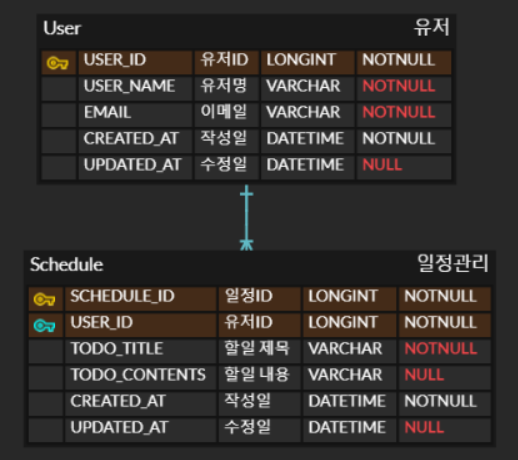 User 유저
USER_ID 유저ID LONGINT NOTNULL
USER_NAME 유저명 VARCHAR NOTNULL
EMAIL 이메일 VARCHAR NOTNULL
CREATED_AT 작성일 DATETIME NOTNULL
UPDATED_AT 수정일 DATETIME NULL
Schedule 일정관리
SCHEDULE_ID 일정ID LONGINT NOTNULL
USER_ID 유저ID LONGINT NOTNULL
TODO_TITLE 할일 제목 VARCHAR NOTNULL
TODO_CONTENTS 할일 내용 VARCHAR NULL
CREATED_AT 작성일 DATETIME NOTNULL
UPDATED_AT 수정일 DATETIME NULL